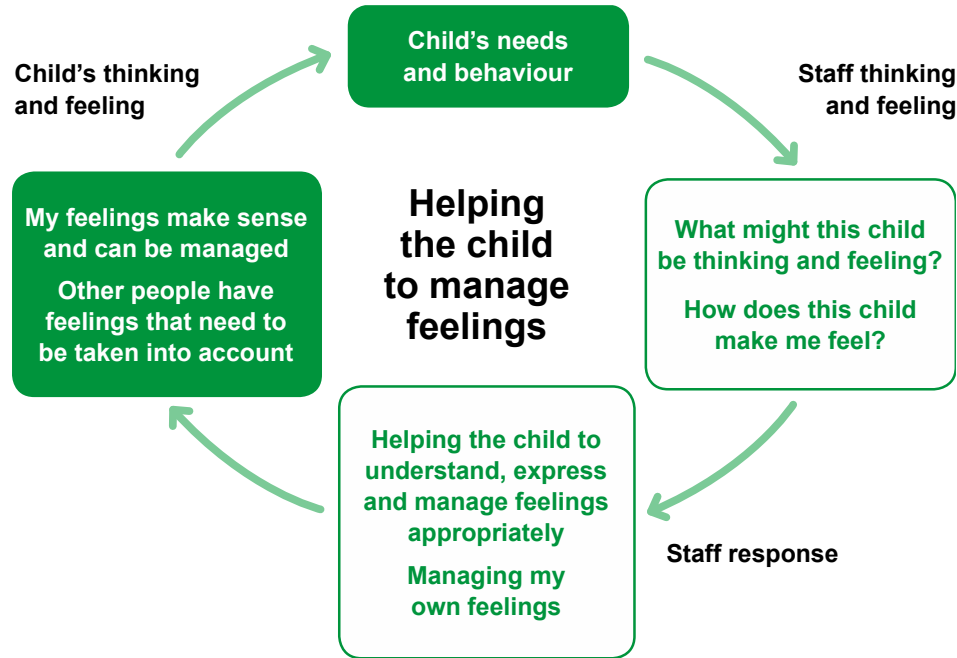 Child’s needs
and behaviour
Child’s thinking
and feeling
Staff thinking
and feeling
My feelings make sense
and can be managed
Other people have
feelings that need to
be taken into account
Helping
the child
to manage
feelings
What might this child
be thinking and feeling?
How does this child
make me feel?
Helping the child to
understand, express
and manage feelings
appropriately
Managing my
own feelings
Staff response